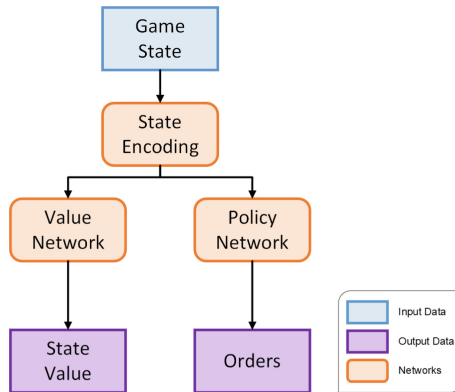 Game
State
State
Encoding
Value
Network
Policy
Network
State
Value
Orders
Input Data
Output Data
Networks